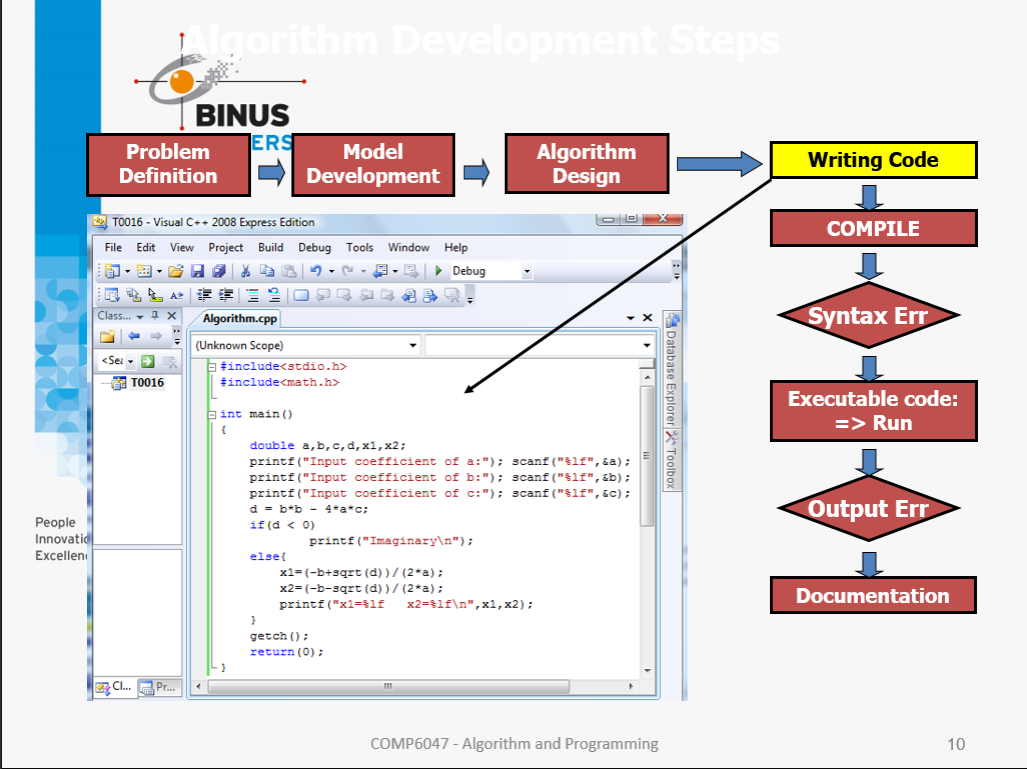 Algorithm Development Steps
BINUS
ERS
Problem
Definition
Model
Development
Algorithm
Design
Writing Code
COMPILE
Syntax Err
Executable code:
=> Run
Output Err
Documentation
T0016 - Visual C++ 2008 Express Edition
File Edit View Project Build Debug Tools Window Help
Debug
Class...
Algorithm.cpp
<Sea
(Unknown Scope)
T0016
#include<stdio.h>
#include<math.h>
int main()
{
double a,b,c,d,x1,x2;
printf("Input coefficient of a:"); scanf("%lf",&a);
printf("Input coefficient of b:"); scanf("%lf",&b);
printf("Input coefficient of c:"); scanf("%lf",&c);
d = b*b - 4*a*c;
if(d < 0)
printf("Imaginary\n");
else{
x1=(-b+sqrt(d))/(2*a);
x2=(-b-sqrt(d))/(2*a);
printf("x1=%lf   x2=%lf\n",x1,x2);
}
getch();
return(0);
}
Database Explorer
Toolbox
Cl...
Pr...
People
Innovatio
Excellen
COMP6047 - Algorithm and Programming
10